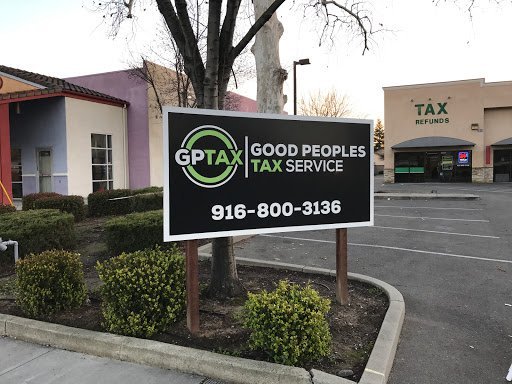 GPTAX
GOOD PEOPLES
TAX SERVICE
916-800-3136
TAX
REFUNDS